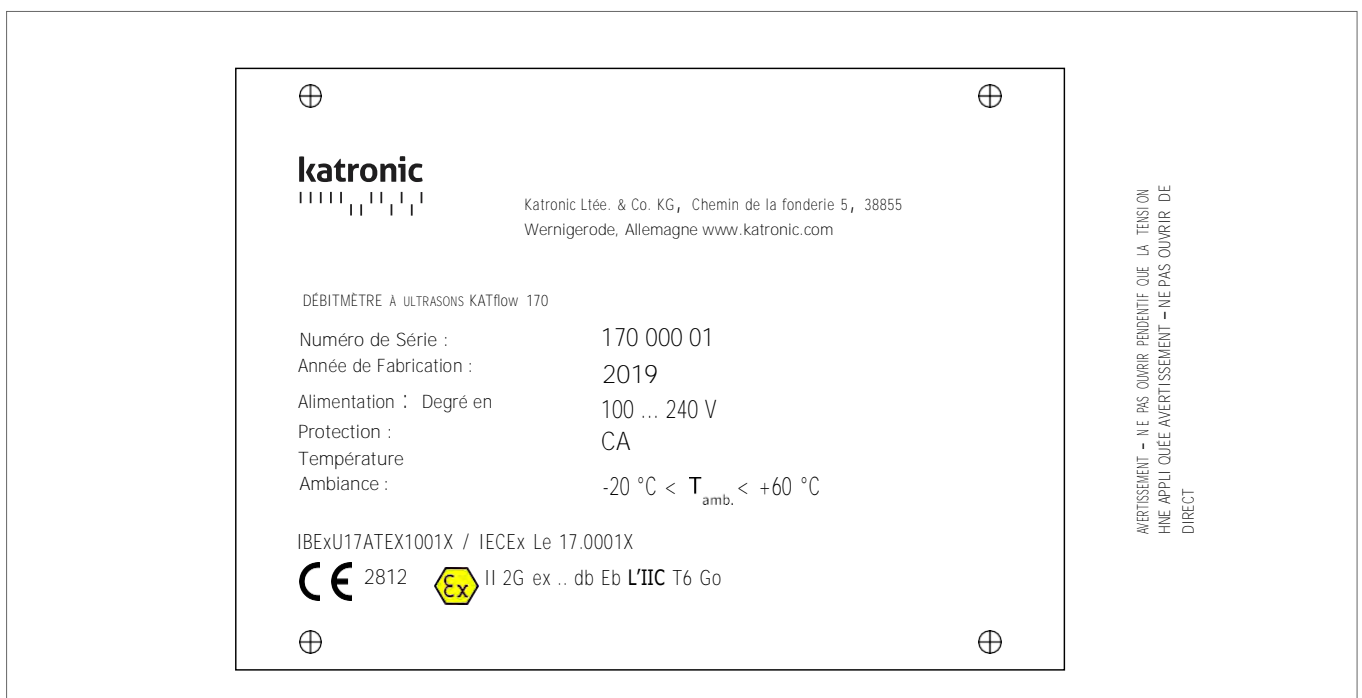 katronic
Katronic Ltée. & Co. KG, Chemin de la fonderie 5, 38855
Wernigerode, Allemagne www.katronic.com
DÉBITMÈTRE À ULTRASONS KATflow 170
Numéro de Série : 170 000 01
Année de Fabrication : 2019
Alimentation : Degré en 100 ... 240 V
Protection : CA
Température
Ambiance : -20 °C < Tamb. < +60 °C
IBExU17ATEX1001X / IECEx Le 17.0001X
CE 2812 Ex II 2G ex .. db Eb L'IIC T6 Go
AVERTISSEMENT – NE PAS OUVRIR PENDENTIF QUE LA TENSION
HNE APPLI QUÉE AVERTISSEMENT – NE PAS OUVRIR DE
DIRECT